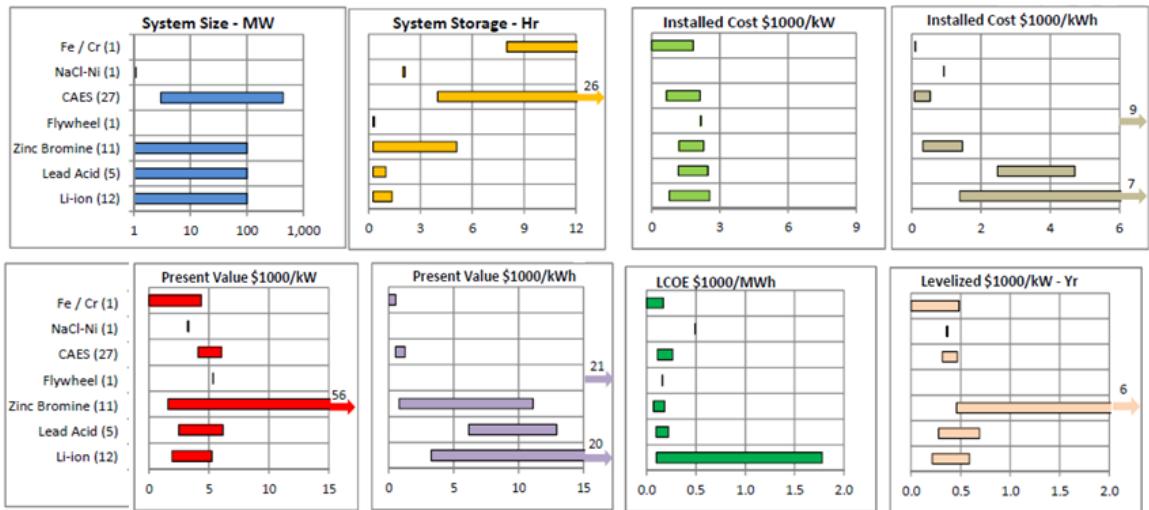 System Size - MW
Fe / Cr (1)
NaCl-Ni (1)
CAES (27)
Flywheel (1)
Zinc Bromine (11)
Lead Acid (5)
Li-ion (12)
1 10 100 1,000
System Storage - Hr
26
0 3 6 9 12
Installed Cost $1000/kW
0 3 6 9
Installed Cost $1000/kWh
9
7
0 2 4 6
Present Value $1000/kW
Fe / Cr (1)
NaCl-Ni (1)
CAES (27)
Flywheel (1)
Zinc Bromine (11)
Lead Acid (5)
Li-ion (12)
56
0 5 10 15
Present Value $1000/kWh
21
20
0 5 10 15
LCOE $1000/MWh
0.0 0.5 1.0 1.5 2.0
Levelized $1000/kW - Yr
6
0.0 0.5 1.0 1.5 2.0